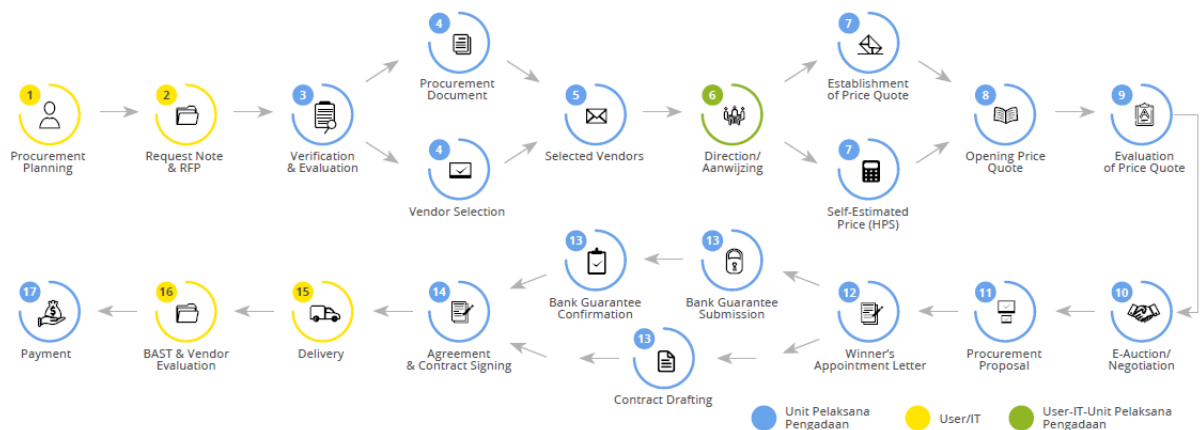 1
Procurement
Planning
2
Request Note
& RFP
3
Verification
& Evaluation
4
Procurement
Document
4
Vendor Selection
5
Selected Vendors
6
Direction/
Aanwijzing
7
Establishment
of Price Quote
7
Self-Estimated
Price (HPS)
8
Opening Price
Quote
9
Evaluation
of Price Quote
10
E-Auction/
Negotiation
11
Procurement
Proposal
12
Winner's
Appointment Letter
13
Bank Guarantee
Submission
13
Bank Guarantee
Confirmation
13
Contract Drafting
14
Agreement
& Contract Signing
15
Delivery
16
BAST & Vendor
Evaluation
17
Payment
Unit Pelaksana
Pengadaan
User/IT
User-IT-Unit Pelaksana
Pengadaan